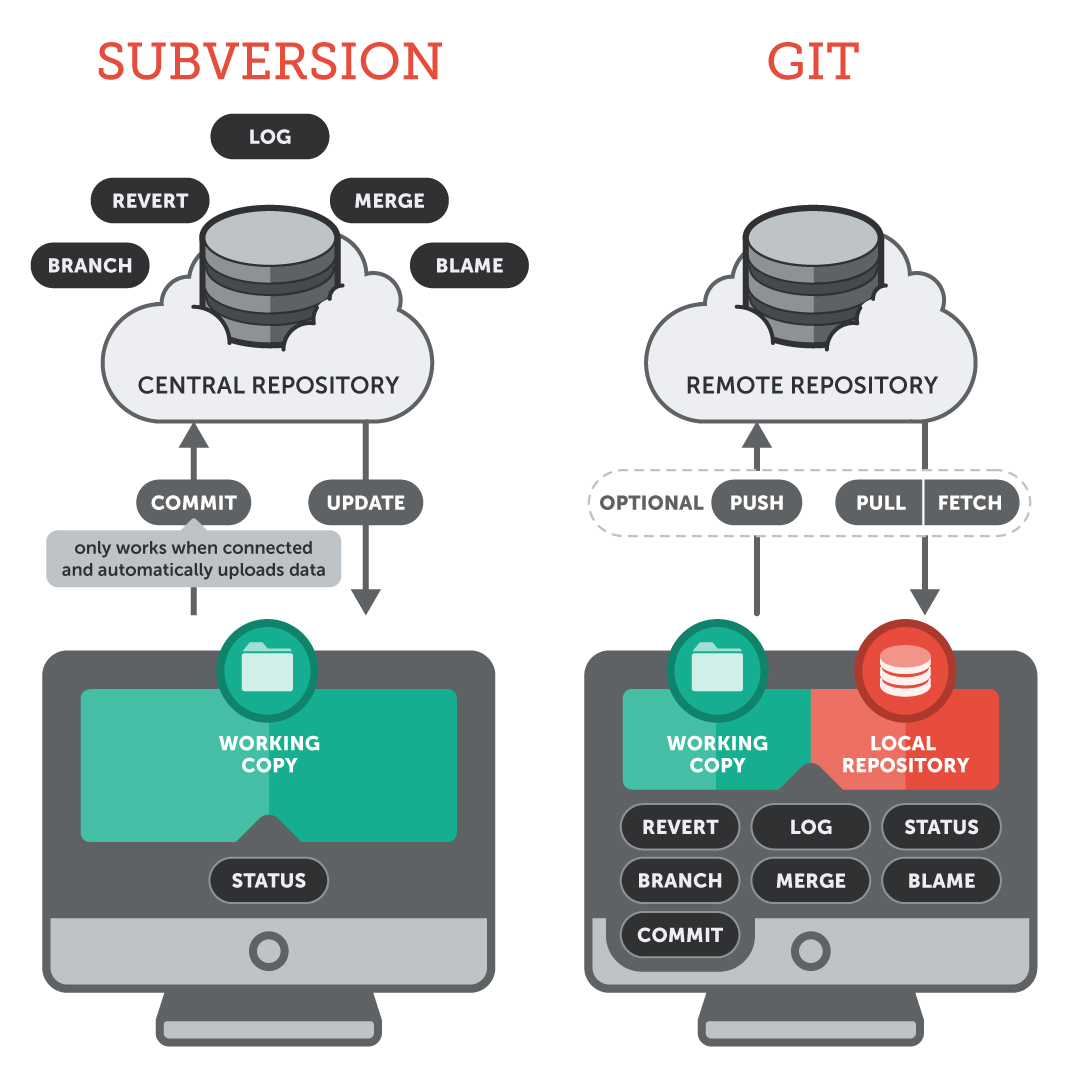 SUBVERSION
LOG
REVERT
MERGE
BRANCH
BLAME
CENTRAL REPOSITORY
COMMIT
UPDATE
only works when connected
and automatically uploads data
WORKING
COPY
STATUS
GIT
REMOTE REPOSITORY
OPTIONAL
PUSH
PULL
FETCH
WORKING
COPY
LOCAL
REPOSITORY
REVERT
LOG
STATUS
BRANCH
MERGE
BLAME
COMMIT